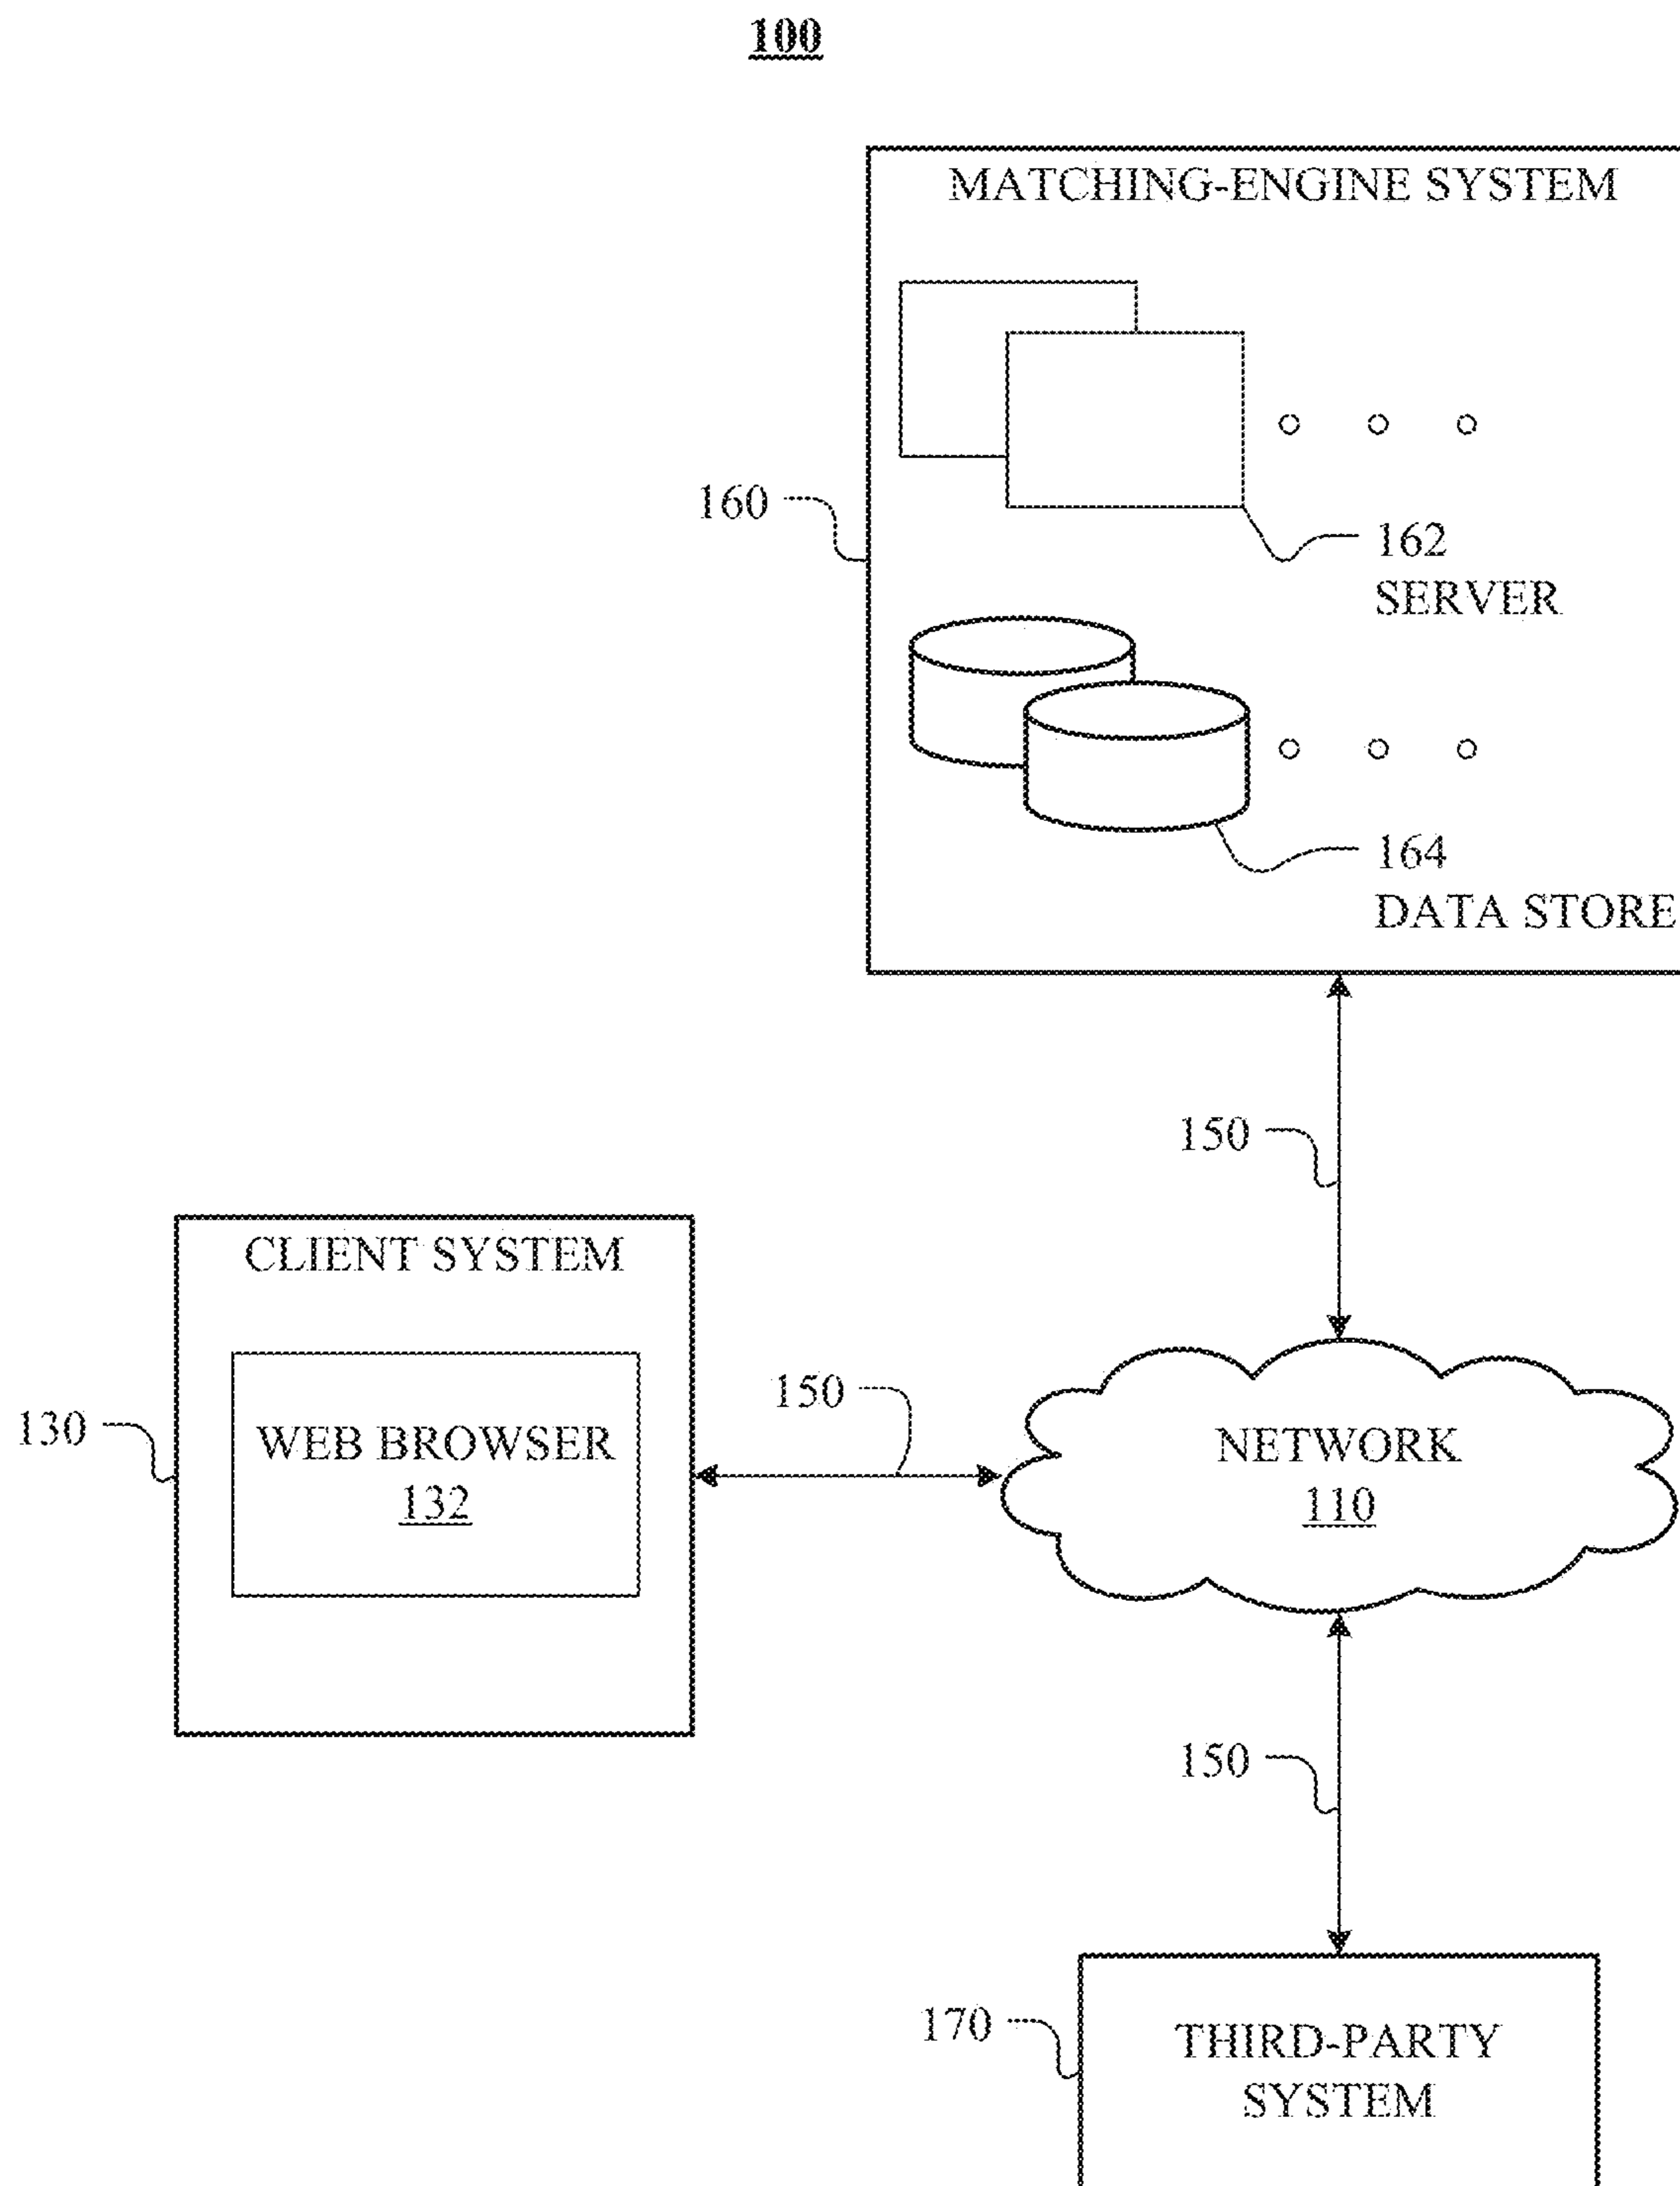 100
MATCHING-ENGINE SYSTEM
160
162
SERVER
164
DATA STORE
150
CLIENT SYSTEM
150
130
WEB BROWSER
132
NETWORK
110
150
170
THIRD-PARTY
SYSTEM